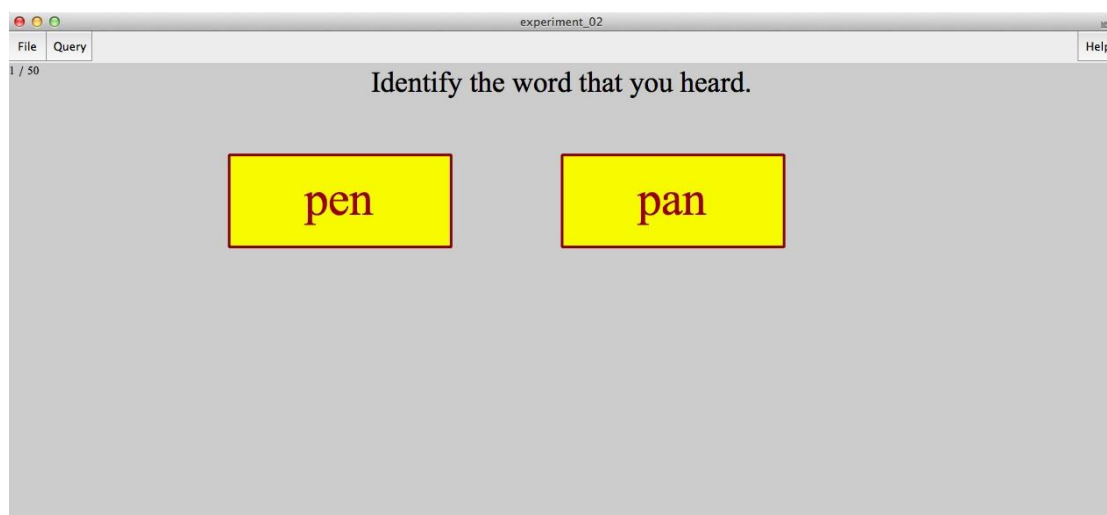 experiment_02
File Query Help
1 / 50
Identify the word that you heard.
pen pan